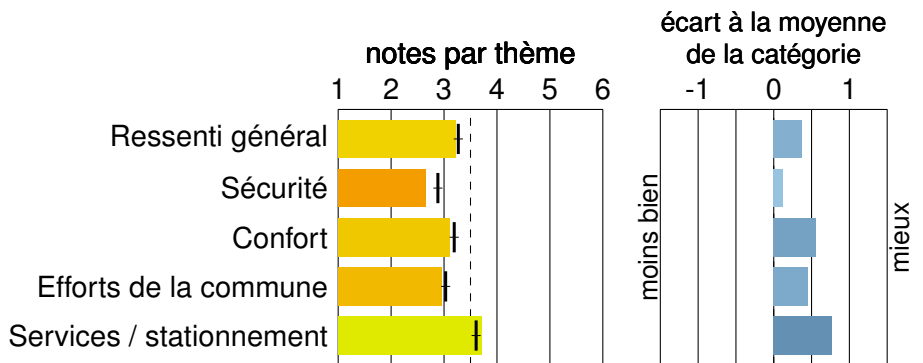 notes par thème
1 2 3 4 5 6
écart à la moyenne
de la catégorie
-1 0 1
Ressenti général
Sécurité
Confort
Efforts de la commune
Services / stationnement
moins bien
mieux